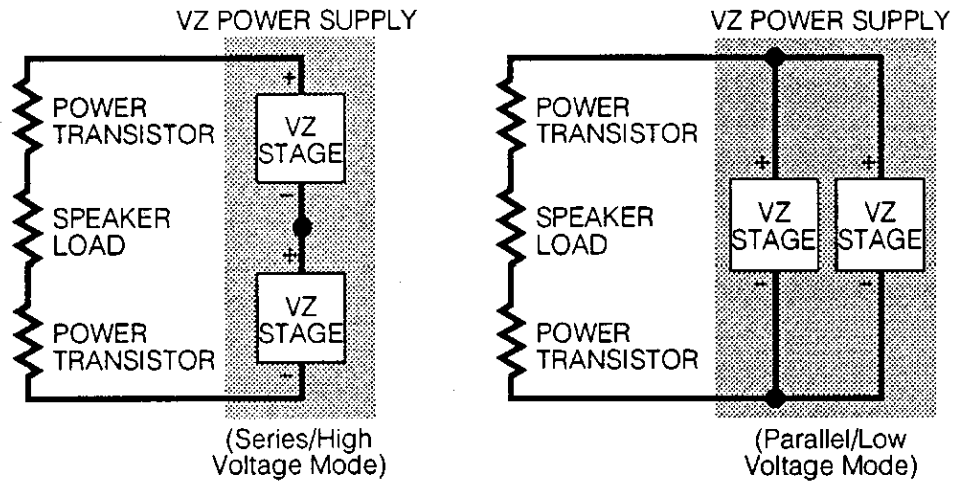 VZ POWER SUPPLY
+
POWER
TRANSISTOR
VZ
STAGE
-
SPEAKER
LOAD
+
VZ
STAGE
POWER
TRANSISTOR
-
(Series/High
Voltage Mode)
VZ POWER SUPPLY
POWER
TRANSISTOR
+ +
SPEAKER
LOAD
VZ
STAGE
VZ
STAGE
- -
POWER
TRANSISTOR
(Parallel/Low
Voltage Mode)